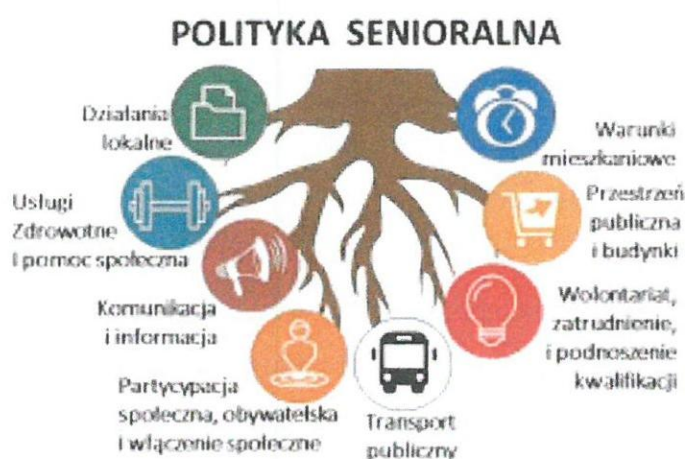 POLITYKA SENIORALNA
Działania
lokalne
Usługi
Zdrowotne
i pomoc społeczna
Komunikacja
i informacja
Partycypacja
społeczna, obywatelska
i włączenie społeczne
Transport
publiczny
Warunki
mieszkaniowe
Przestrzeń
publiczna
i budynki
Wolontariat,
zatrudnienie,
i podnoszenie
kwalifikacji